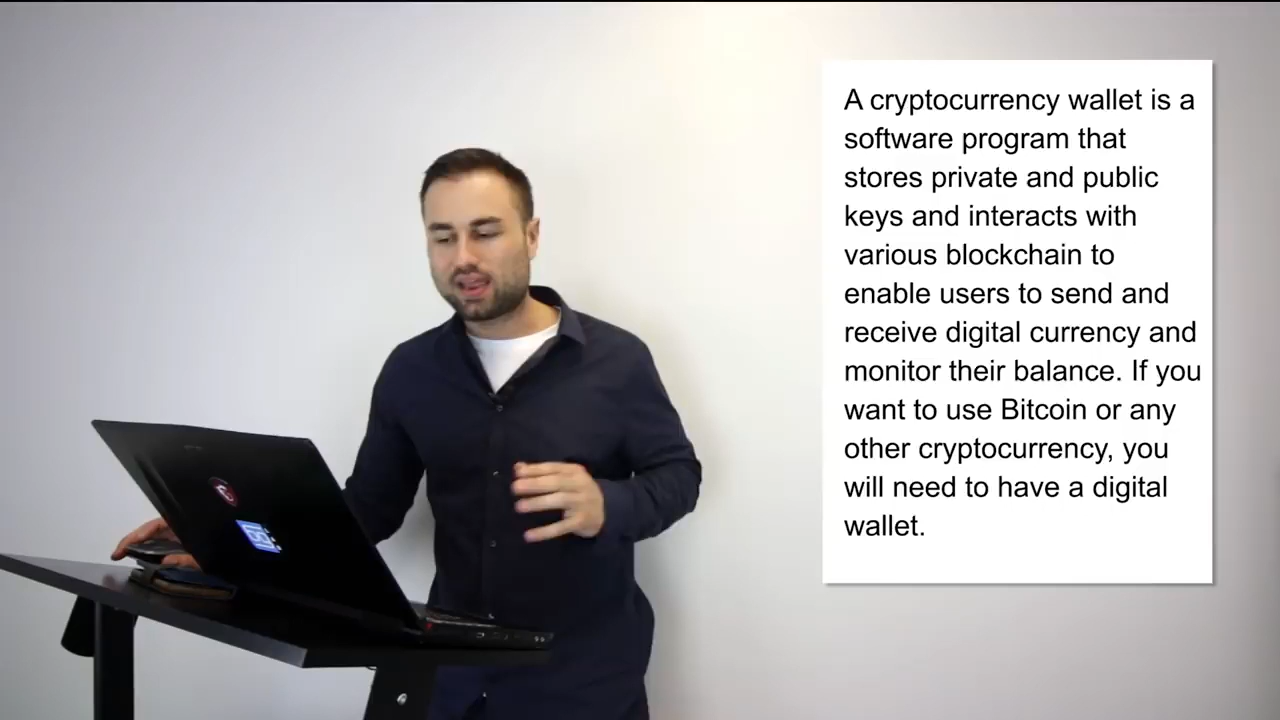 A cryptocurrency wallet is a
software program that
stores private and public
keys and interacts with
various blockchain to
enable users to send and
receive digital currency and
monitor their balance. If you
want to use Bitcoin or any
other cryptocurrency, you
will need to have a digital
wallet.